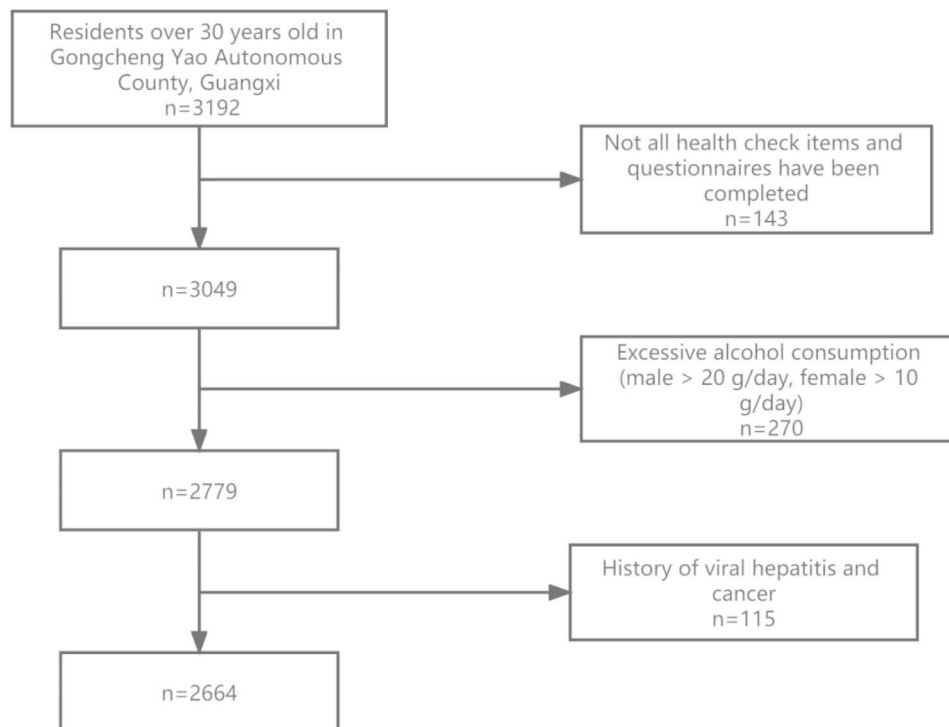 Residents over 30 years old in
Gongcheng Yao Autonomous
County, Guangxi
n=3192
Not all health check items and
questionnaires have been
completed
n=143
n=3049
Excessive alcohol consumption
(male > 20 g/day, female > 10
g/day)
n=270
n=2779
History of viral hepatitis and
cancer
n=115
n=2664